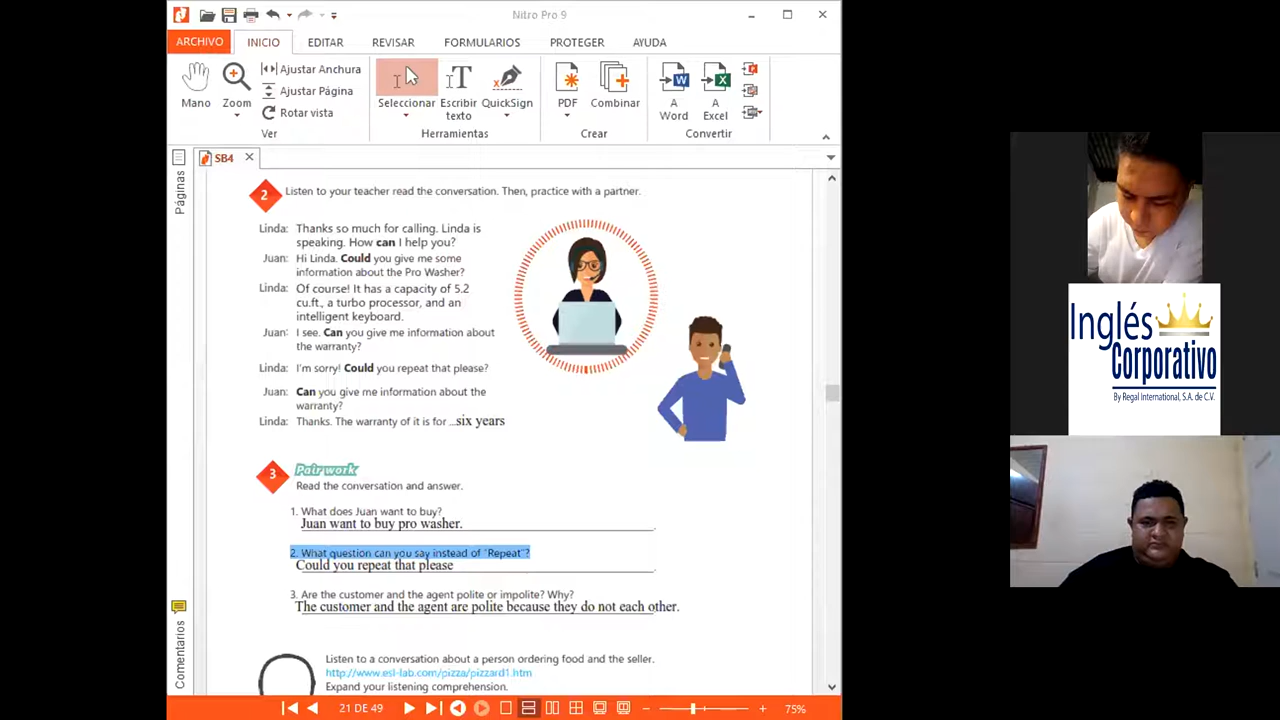 Nitro Pro 9
ARCHIVO INICIO EDITAR REVISAR FORMULARIOS PROTEGER AYUDA
Mano Zoom Ajustar Anchura
Ajustar Página
Rotar vista
Seleccionar Escribir texto QuickSign
PDF Combinar
A Word A Excel
Ver Herramientas Crear Convertir
SB4
Páginas
2 Listen to your teacher read the conversation. Then, practice with a partner.
Linda: Thanks so much for calling. Linda is
speaking. How can I help you?
Juan: Hi Linda. Could you give me some
information about the Pro Washer?
Linda: Of course! It has a capacity of 5.2
cu.ft., a turbo processor, and an
intelligent keyboard.
Juan: I see. Can you give me information about
the warranty?
Linda: I'm sorry! Could you repeat that please?
Juan: Can you give me information about the
warranty?
Linda: Thanks. The warranty of it is for ...six years
3 Pair work
Read the conversation and answer.
1. What does Juan want to buy?
Juan want to buy pro washer.
2. What question can you say instead of "Repeat"?
Could you repeat that please
3. Are the customer and the agent polite or impolite? Why?
The customer and the agent are polite because they do not each other.
Listen to a conversation about a person ordering food and the seller.
http://www.esl-lab.com/pizza/pizzard1.htm
Expand your listening comprehension.
Comentarios
21 DE 49
75%
Inglés
Corporativo
By Regal International, S.A. de C.V.